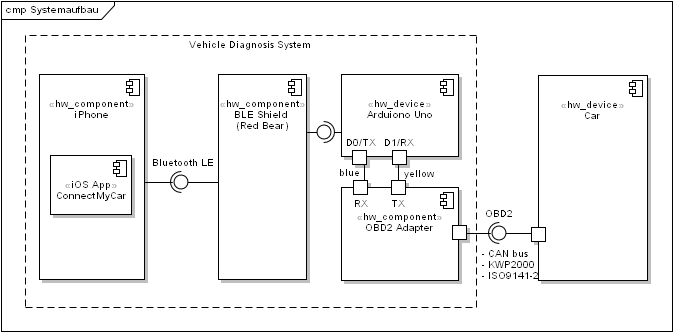 cmp Systemaufbau
Vehicle Diagnosis System
«hw_component»
iPhone
«iOS App»
ConnectMyCar
Bluetooth LE
«hw_component»
BLE Shield
(Red Bear)
«hw_device»
Arduiono Uno
D0/TX
D1/RX
blue
yellow
RX
TX
«hw_component»
OBD2 Adapter
OBD2
- CAN bus
- KWP2000
- ISO9141-2
«hw_device»
Car